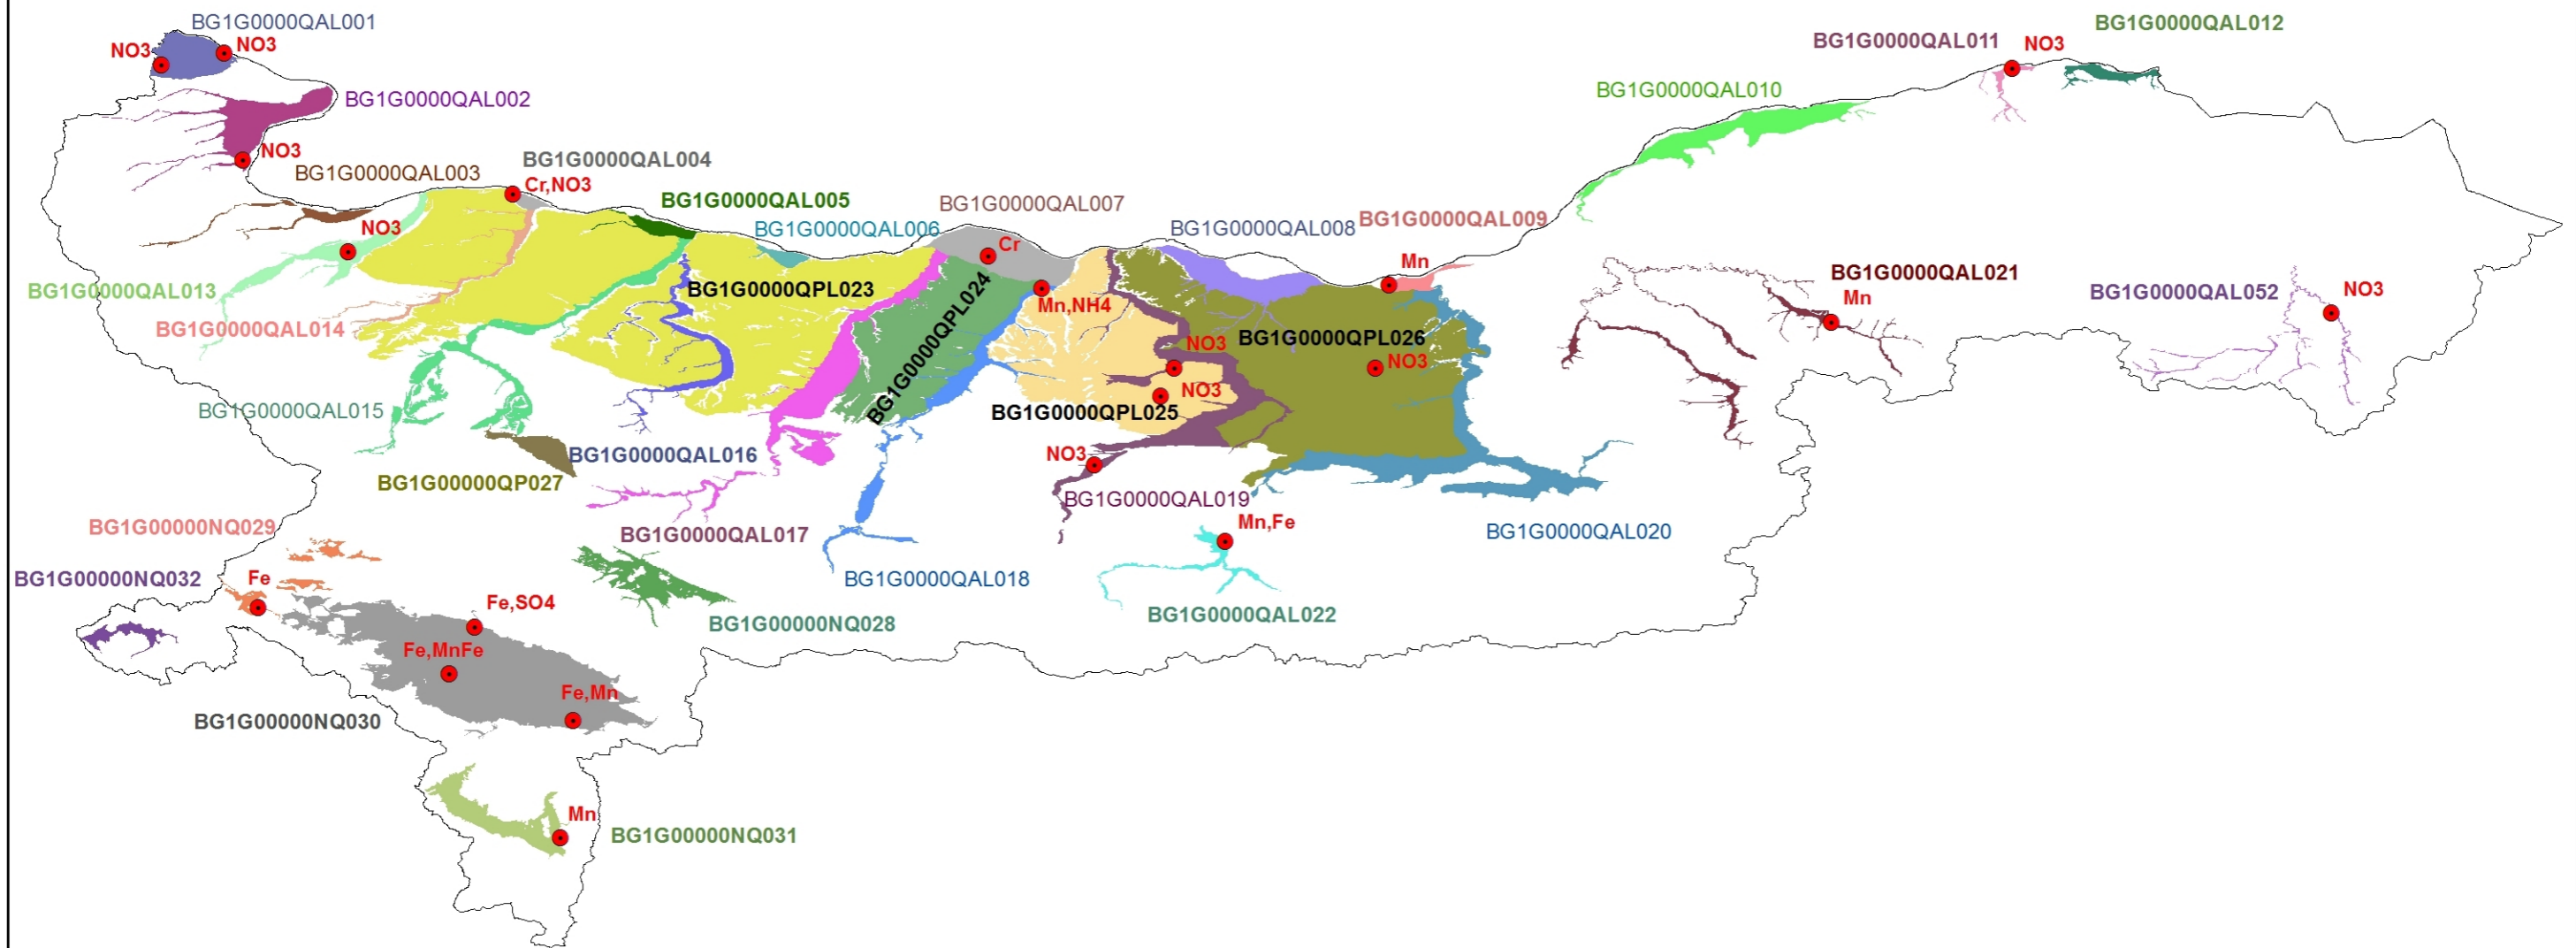 BG1G0000QAL001
NO3
NO3
BG1G0000QAL002
NO3
BG1G0000QAL003
BG1G0000QAL004
Cr,NO3
BG1G0000QAL005
BG1G0000QAL006
BG1G0000QAL007
Cr
BG1G0000QAL008
BG1G0000QAL009
Mn
BG1G0000QAL010
BG1G0000QAL011
NO3
BG1G0000QAL012
NO3
BG1G0000QAL013
BG1G0000QAL014
BG1G0000QPL023
BG1G0000QPL024
Mn,NH4
BG1G0000QPL026
NO3
NO3
NO3
BG1G0000QPL025
BG1G0000QAL021
Mn
BG1G0000QAL052
NO3
BG1G0000QAL015
BG1G00000QP027
BG1G0000QAL016
NO3
BG1G0000QAL019
BG1G0000QAL017
Mn,Fe
BG1G0000QAL020
BG1G00000NQ029
BG1G00000NQ032
Fe
BG1G0000QAL018
Fe,SO4
BG1G00000NQ028
BG1G0000QAL022
Fe,MnFe
Fe,Mn
BG1G00000NQ030
Mn
BG1G00000NQ031